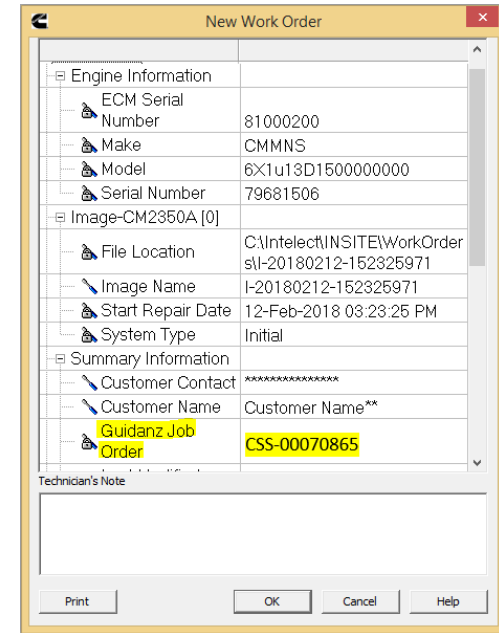 New Work Order
Engine Information
ECM Serial
Number 81000200
Make CMMNS
Model 6X1u13D1500000000
Serial Number 79681506
Image-CM2350A [0]
File Location C:\Intelect\INSITE\WorkOrder
s\I-20180212-152325971
Image Name I-20180212-152325971
Start Repair Date 12-Feb-2018 03:23:25 PM
System Type Initial
Summary Information
Customer Contact ***************
Customer Name Customer Name**
Guidanz Job
Order CSS-00070865
Technician's Note
Print OK Cancel Help